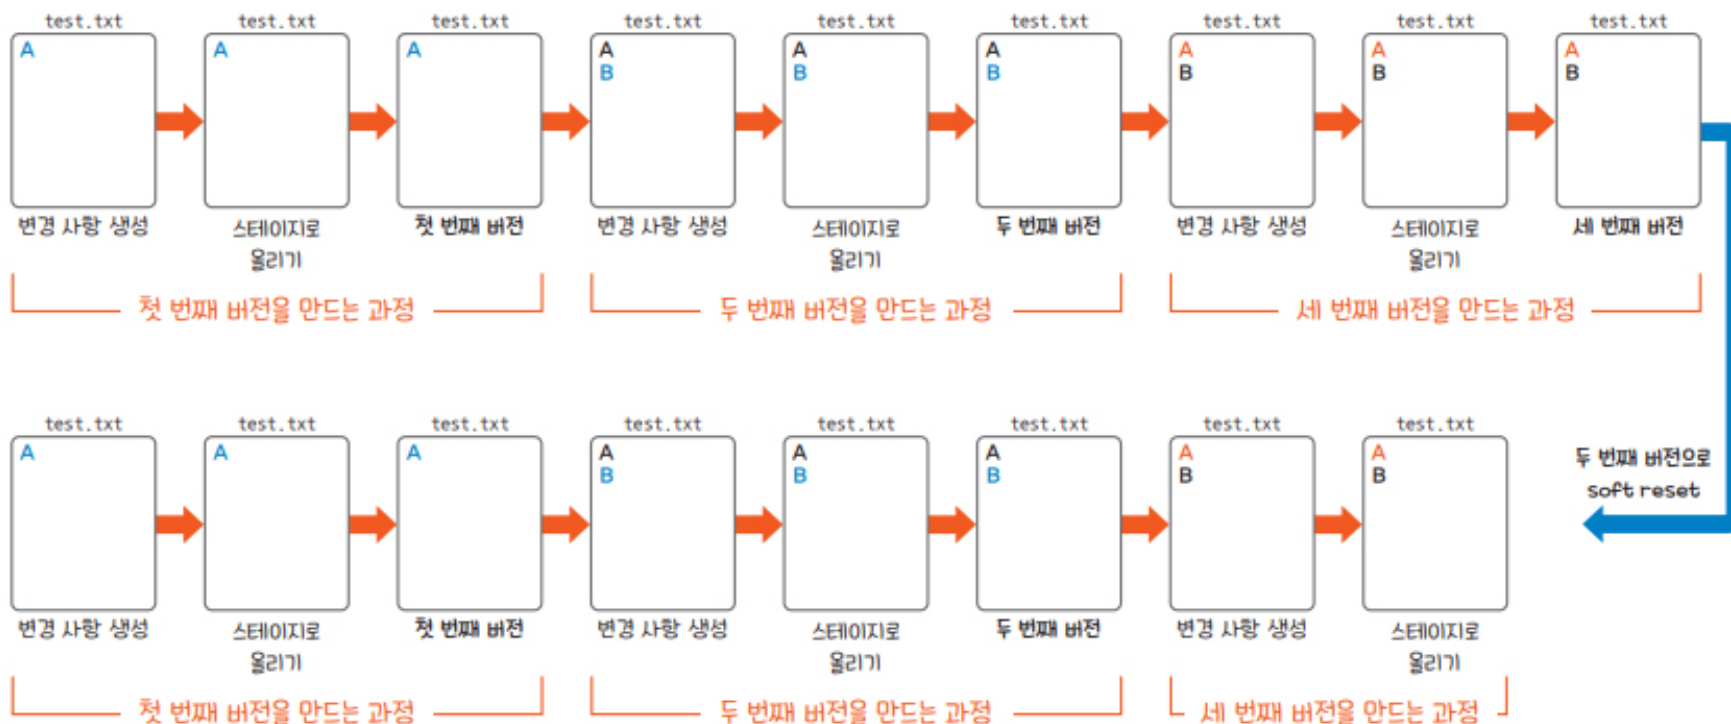 test.txt test.txt test.txt test.txt test.txt test.txt test.txt test.txt test.txt
A A A A A A A A A
B B B B B B
변경 사항 생성 스테이지로 첫 번째 버전 변경 사항 생성 스테이지로 두 번째 버전 변경 사항 생성 스테이지로 세 번째 버전
올리기 올리기 올리기
첫 번째 버전을 만드는 과정 두 번째 버전을 만드는 과정 세 번째 버전을 만드는 과정
test.txt test.txt test.txt test.txt test.txt test.txt test.txt test.txt
A A A A A A A A
B B B B B
두 번째 버전으로
soft reset
변경 사항 생성 스테이지로 첫 번째 버전 변경 사항 생성 스테이지로 두 번째 버전 변경 사항 생성 스테이지로
올리기 올리기 올리기
첫 번째 버전을 만드는 과정 두 번째 버전을 만드는 과정 세 번째 버전을 만드는 과정